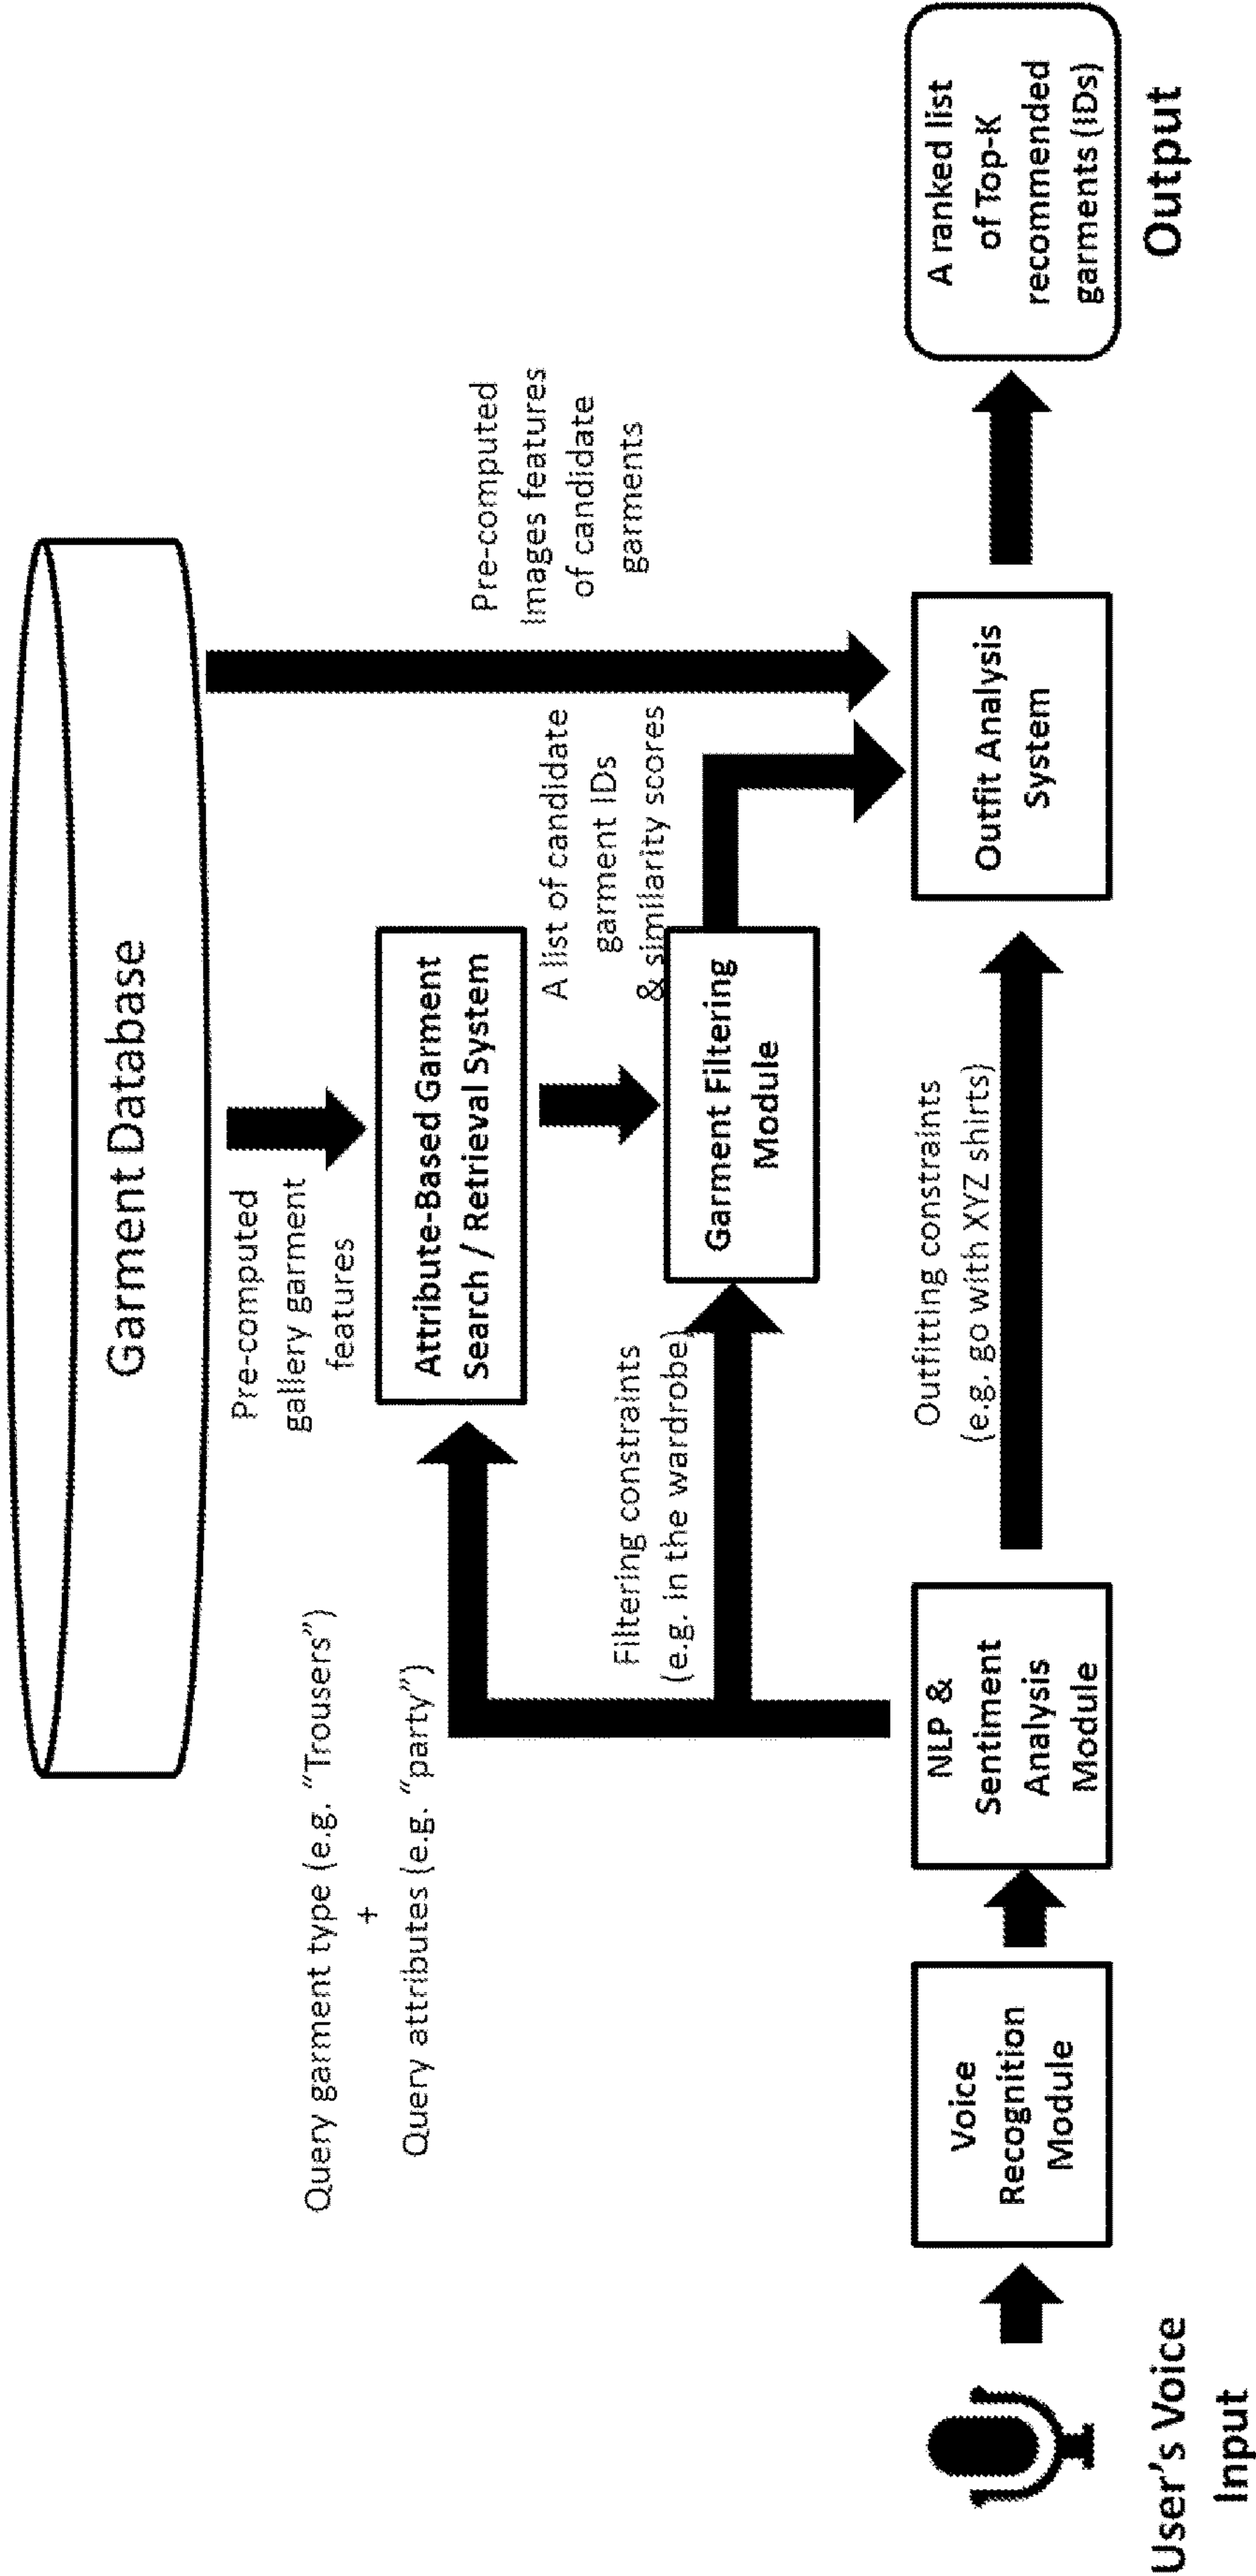 Garment Database
Pre-computed
gallery garment
features
Query garment type (e.g. “Trousers”)
+
Query attributes (e.g. “party”)
Attribute-Based Garment
Search / Retrieval System
A list of candidate
garment IDs
& similarity scores
Pre-computed
Images features
of candidate
garments
Filtering constraints
(e.g. in the wardrobe)
Garment Filtering
Module
Outfitting constraints
(e.g. go with XYZ shirts)
User's Voice
Input
Voice
Recognition
Module
NLP &
Sentiment
Analysis
Module
Outfit Analysis
System
A ranked list
of Top-K
recommended
garments (IDs)
Output